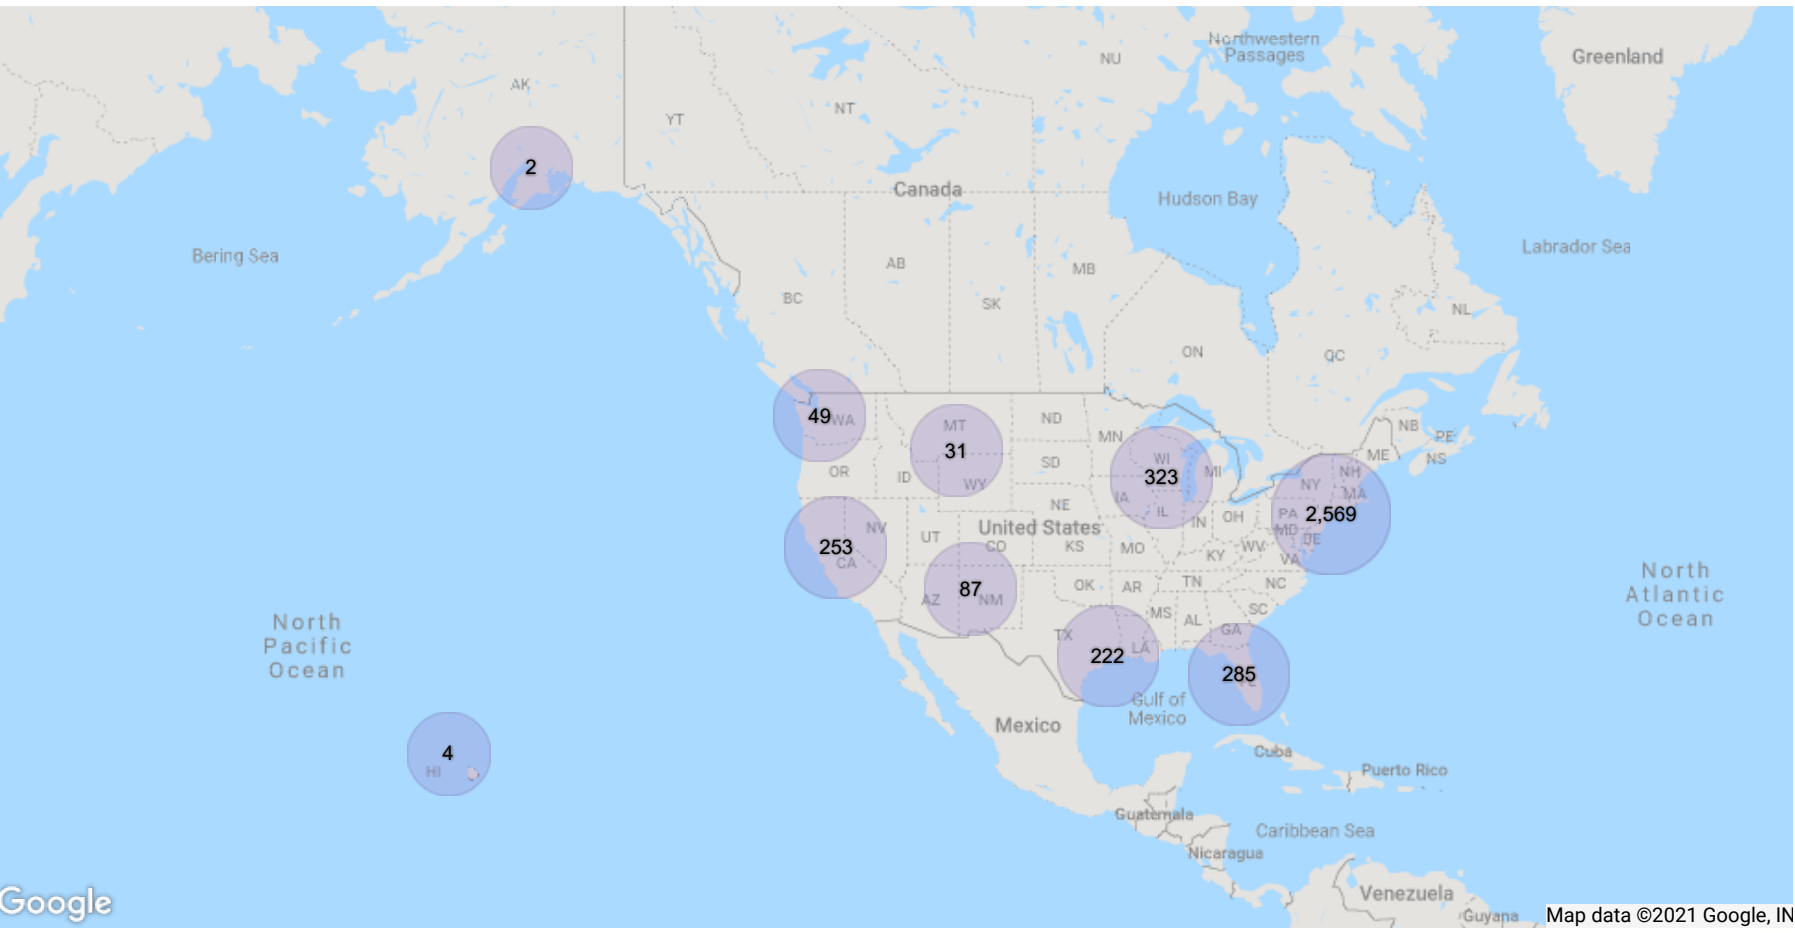 Northwestern
Passages
Greenland
NU
AK
NT
YT
2
Canada
Hudson Bay
Labrador Sea
Bering Sea
AB
MB
BC
SK
NL
ON
QC
49
WA
MT
31
ND
MN
NB
PE
ME
NS
OR
ID
WY
SD
WI
323
MI
IA
IL
NY
NH
MA
NE
IN
OH
PA
2,569
MD
DE
NV
UT
United States
CO
KS
MO
KY
WV
VA
253
CA
87
AZ
NM
OK
AR
TN
NC
MS
AL
SC
GA
North
Atlantic
Ocean
North
Pacific
Ocean
TX
222
LA
285
Gulf of
Mexico
Mexico
4
HI
Cuba
Puerto Rico
Guatemala
Caribbean Sea
Nicaragua
Venezuela
Guyana
Google
Map data ©2021 Google, IN